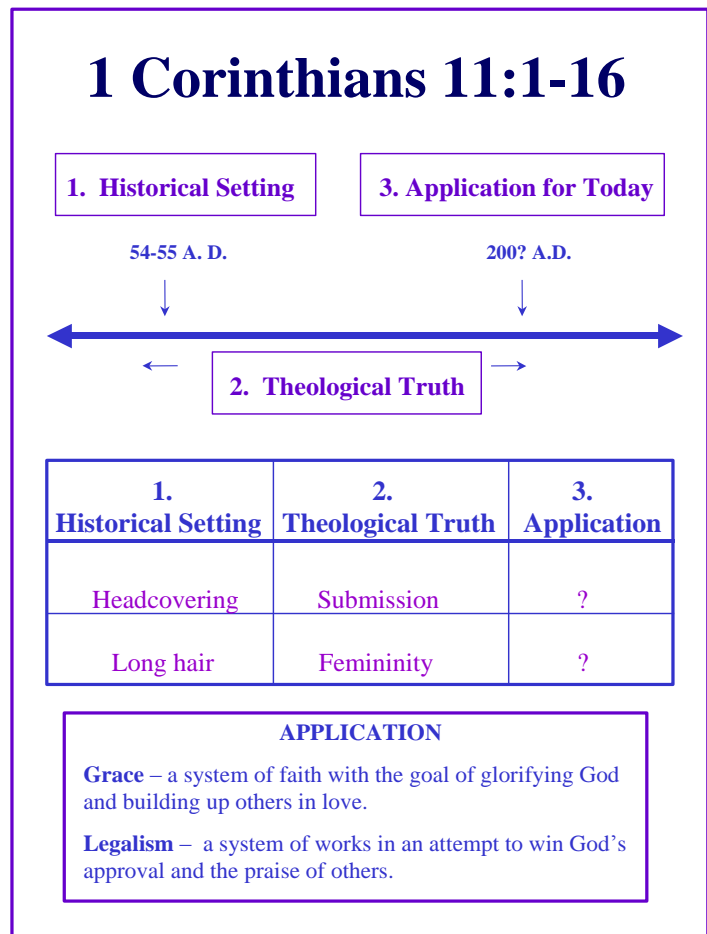 1 Corinthians 11:1-16
1. Historical Setting
3. Application for Today
54-55 A. D.
200? A.D.
2. Theological Truth
1.
Historical Setting
2.
Theological Truth
3.
Application
Headcovering
Submission
?
Long hair
Femininity
?
APPLICATION
Grace – a system of faith with the goal of glorifying God
and building up others in love.
Legalism – a system of works in an attempt to win God’s
approval and the praise of others.